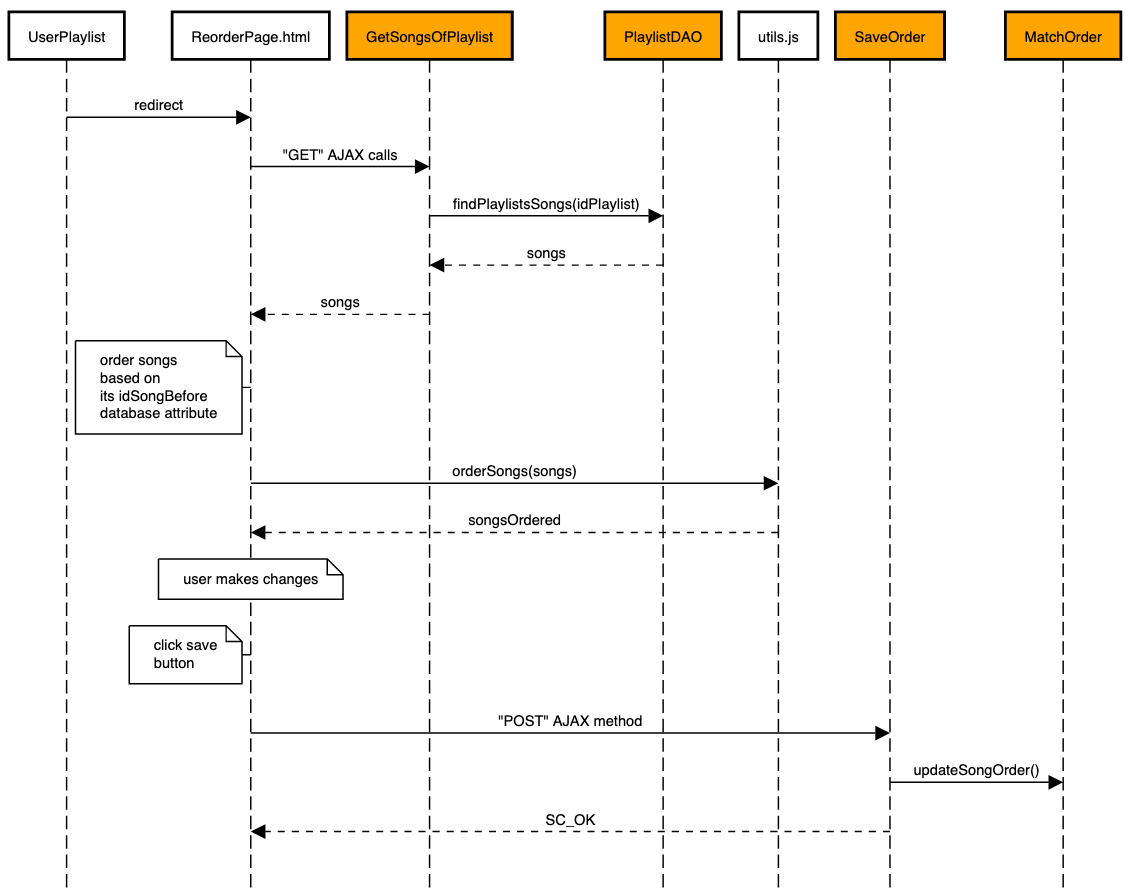 UserPlaylist
ReorderPage.html
GetSongsOfPlaylist
PlaylistDAO
utils.js
SaveOrder
MatchOrder
redirect
"GET" AJAX calls
findPlaylistsSongs(idPlaylist)
songs
songs
order songs
based on
its idSongBefore
database attribute
orderSongs(songs)
songsOrdered
user makes changes
click save
button
"POST" AJAX method
updateSongOrder()
SC_OK